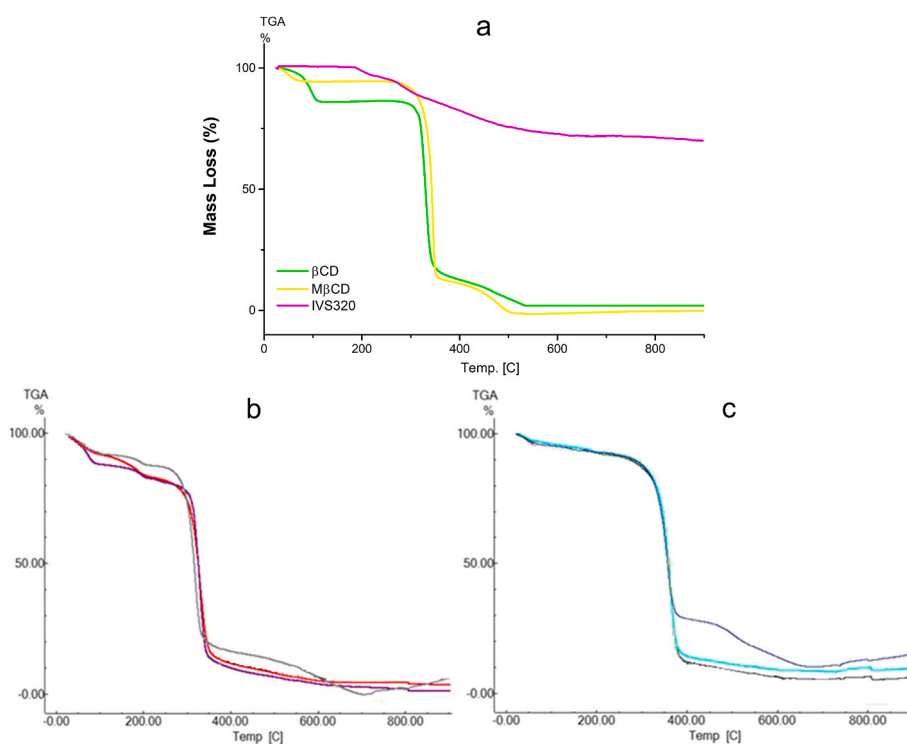 TGA
%
a
100
50
0
Mass Loss (%)
βCD
MβCD
IVS320
0 200 400 600 800
Temp. [C]
TGA
%
b
100.00
50.00
-0.00
-0.00 200.00 400.00 600.00 800.00
Temp [C]
TGA
%
c
100.00
50.00
-0.00
-0.00 200.00 400.00 600.00 800.00
Temp [C]